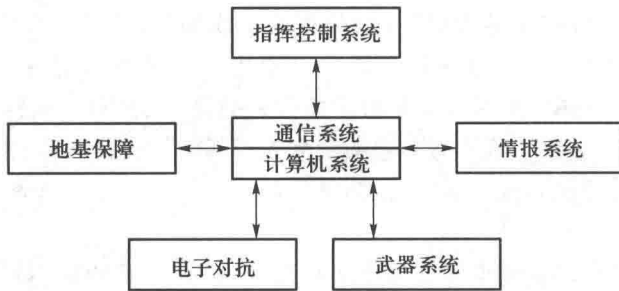 指挥控制系统
通信系统
地基保障
计算机系统
情报系统
电子对抗
武器系统